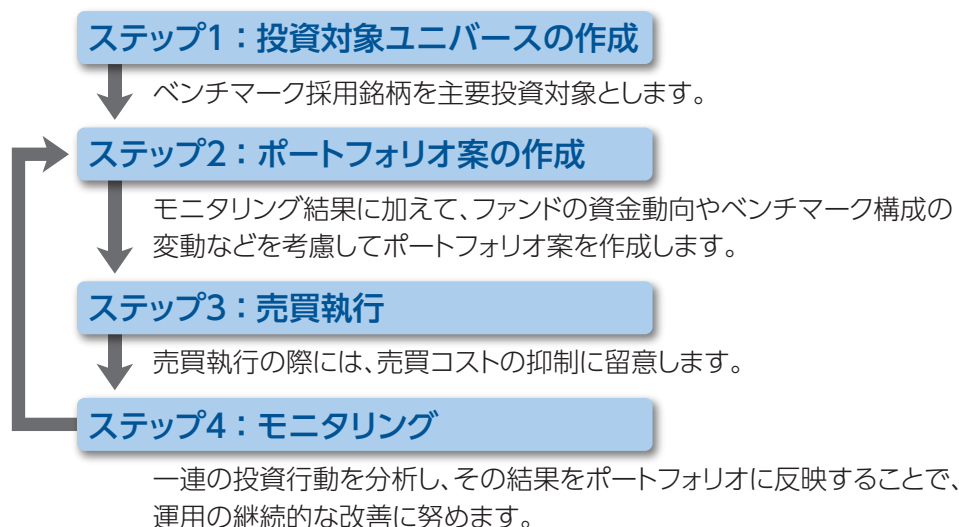 ステップ1：投資対象ユニバースの作成
ベンチマーク採用銘柄を主要投資対象とします。
ステップ2：ポートフォリオ案の作成
モニタリング結果に加えて、ファンドの資金動向やベンチマーク構成の
変動などを考慮してポートフォリオ案を作成します。
ステップ3：売買執行
売買執行の際には、売買コストの抑制に留意します。
ステップ4：モニタリング
一連の投資行動を分析し、その結果をポートフォリオに反映することで、
運用の継続的な改善に努めます。